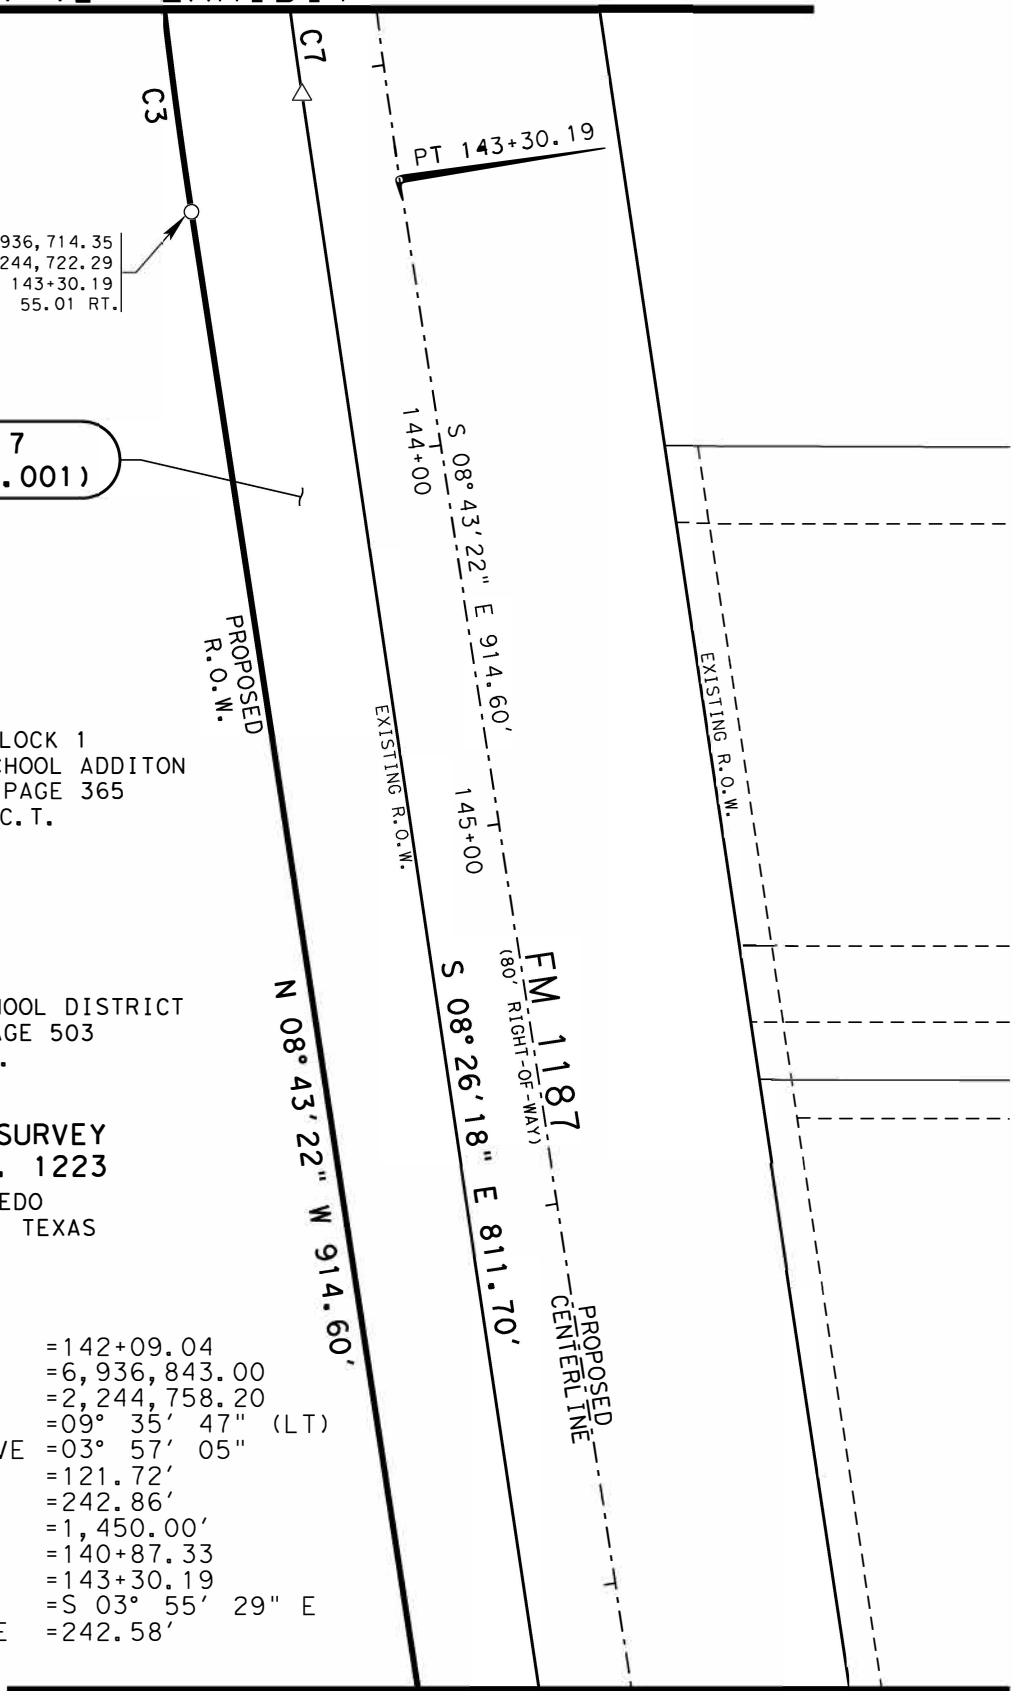 C7
C3
PT 143+30.19
936,714.35
244,722.29
143+30.19
55.01 RT.
7
.001)
144+00
S 08°43'22" E 914.60'
PROPOSED
R.O.W.
EXISTING R.O.W.
EXISTING R.O.W.
LOCK 1
CHOOL ADDITON
PAGE 365
C.T.
145+00
FM 1187
(80' RIGHT-OF-WAY)
S 08°26'18" E 811.70'
N 08°43'22" W 914.60'
HOOL DISTRICT
AGE 503
.
SURVEY
. 1223
EDO
TEXAS
PROPOSED
CENTERLINE
=142+09.04
=6,936,843.00
=2,244,758.20
=09° 35' 47" (LT)
VE =03° 57' 05"
=121.72'
=242.86'
=1,450.00'
=140+87.33
=143+30.19
=S 03° 55' 29" E
E =242.58'